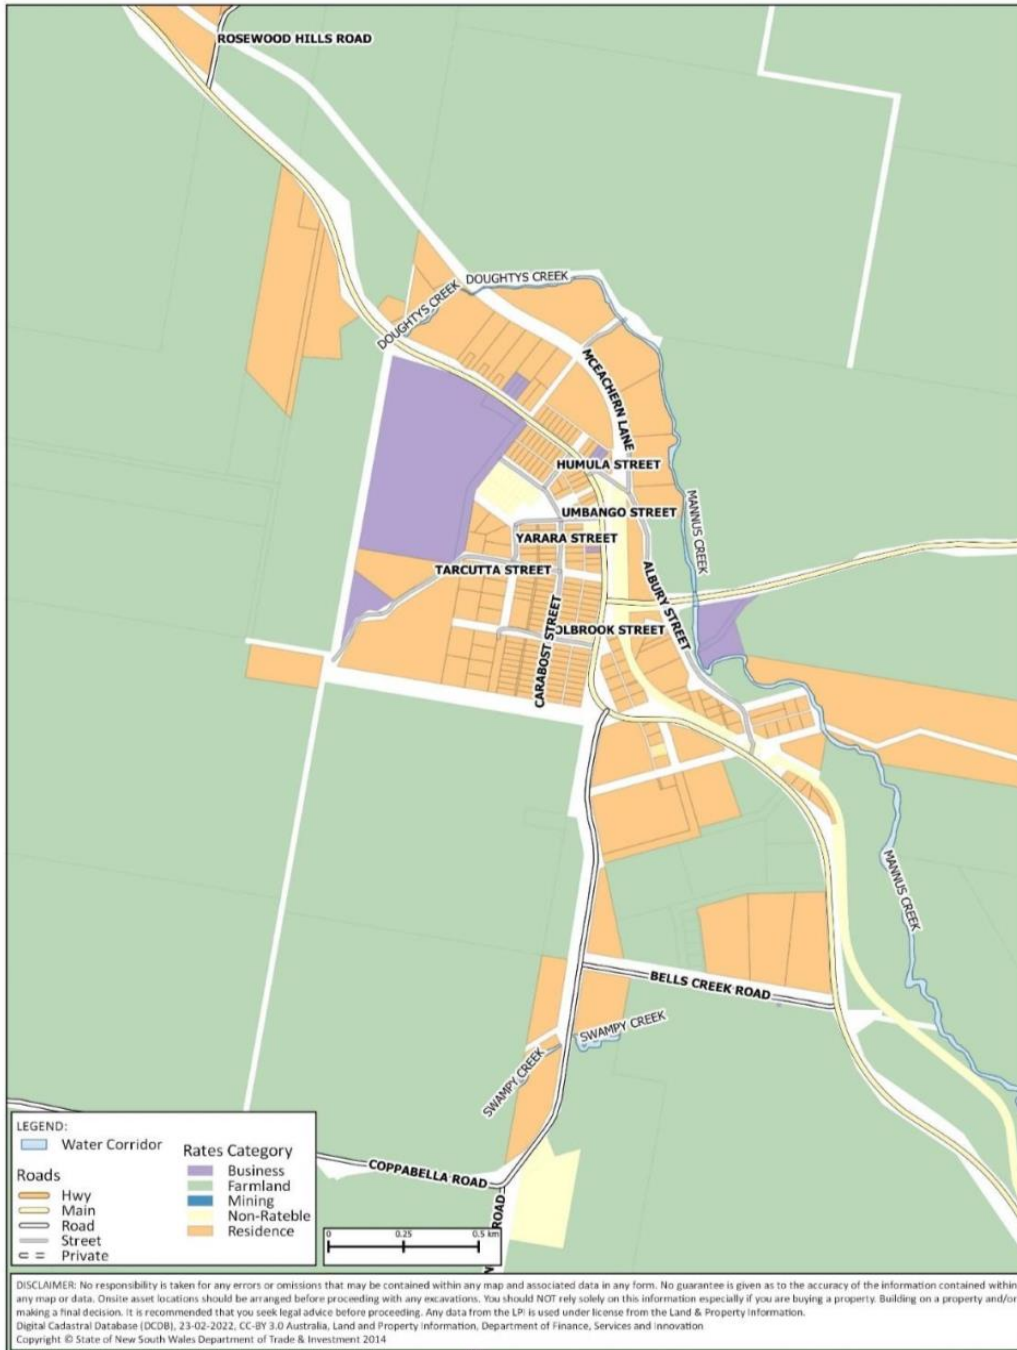 ROSEWOOD HILLS ROAD
DOUGHTYS CREEK
DOUGHTYS CREEK
MCEACHERN LANE
HUMULA STREET
UMBANGO STREET
YARARA STREET
MANNUS CREEK
TARCUTTA STREET
ALBURY STREET
OLBROOK STREET
CARABOST STREET
MANNUS CREEK
BELLS CREEK ROAD
SWAMPY CREEK
SWAMPY CREEK
COPPABELLA ROAD
ROAD
LEGEND:
Water Corridor
Roads
Hwy
Main
Road
Street
Private
Rates Category
Business
Farmland
Mining
Non-Rateble
Residence
0 0.25 0.5 km
DISCLAIMER: No responsibility is taken for any errors or omissions that may be contained within any map and associated data in any form. No guarantee is given as to the accuracy of the information contained within
any map or data. Onsite asset locations should be arranged before proceeding with any excavations. You should NOT rely solely on this information especially if you are buying a property. Building on a property and/or
making a final decision. It is recommended that you seek legal advice before proceeding. Any data from the LPI is used under license from the Land & Property Information.
Digital Cadastral Database (DCDB), 23-02-2022, CC-BY 3.0 Australia, Land and Property Information, Department of Finance, Services and Innovation
Copyright © State of New South Wales Department of Trade & Investment 2014